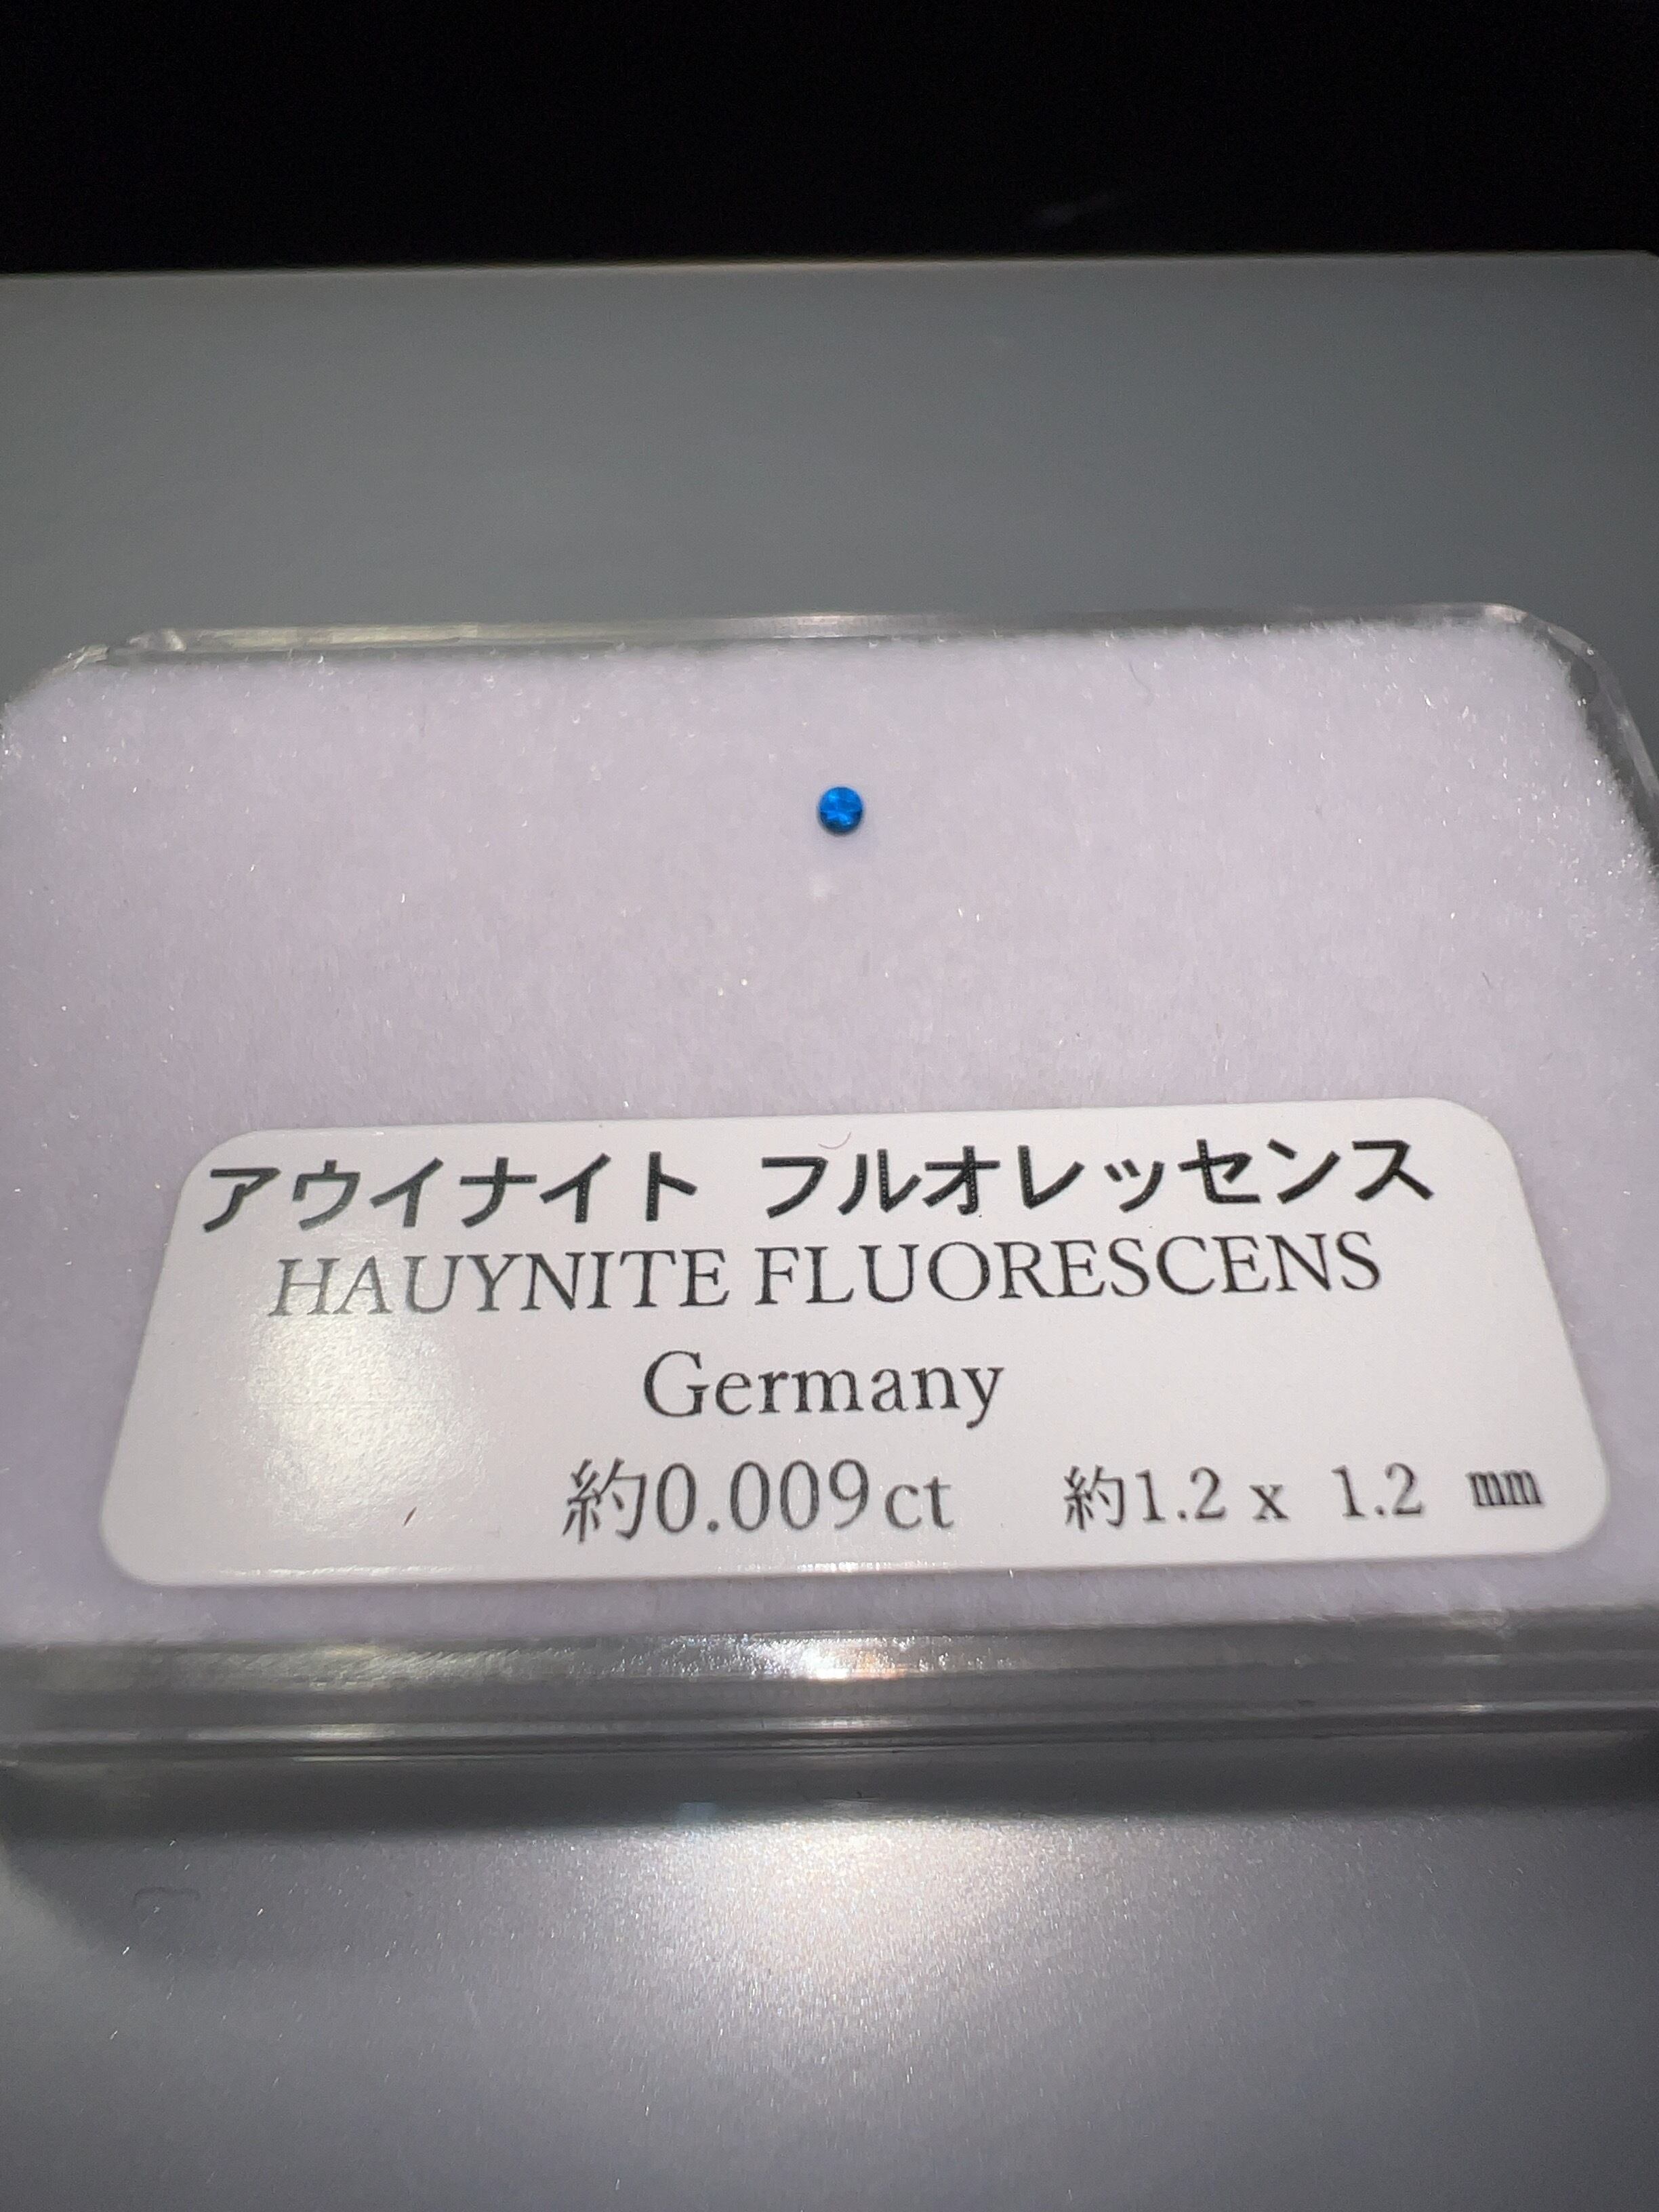 アウイナイト フルオレッセンス
HAUYNITE FLUORESCENS
Germany
約0.009ct 約1.2 x 1.2 ㎜